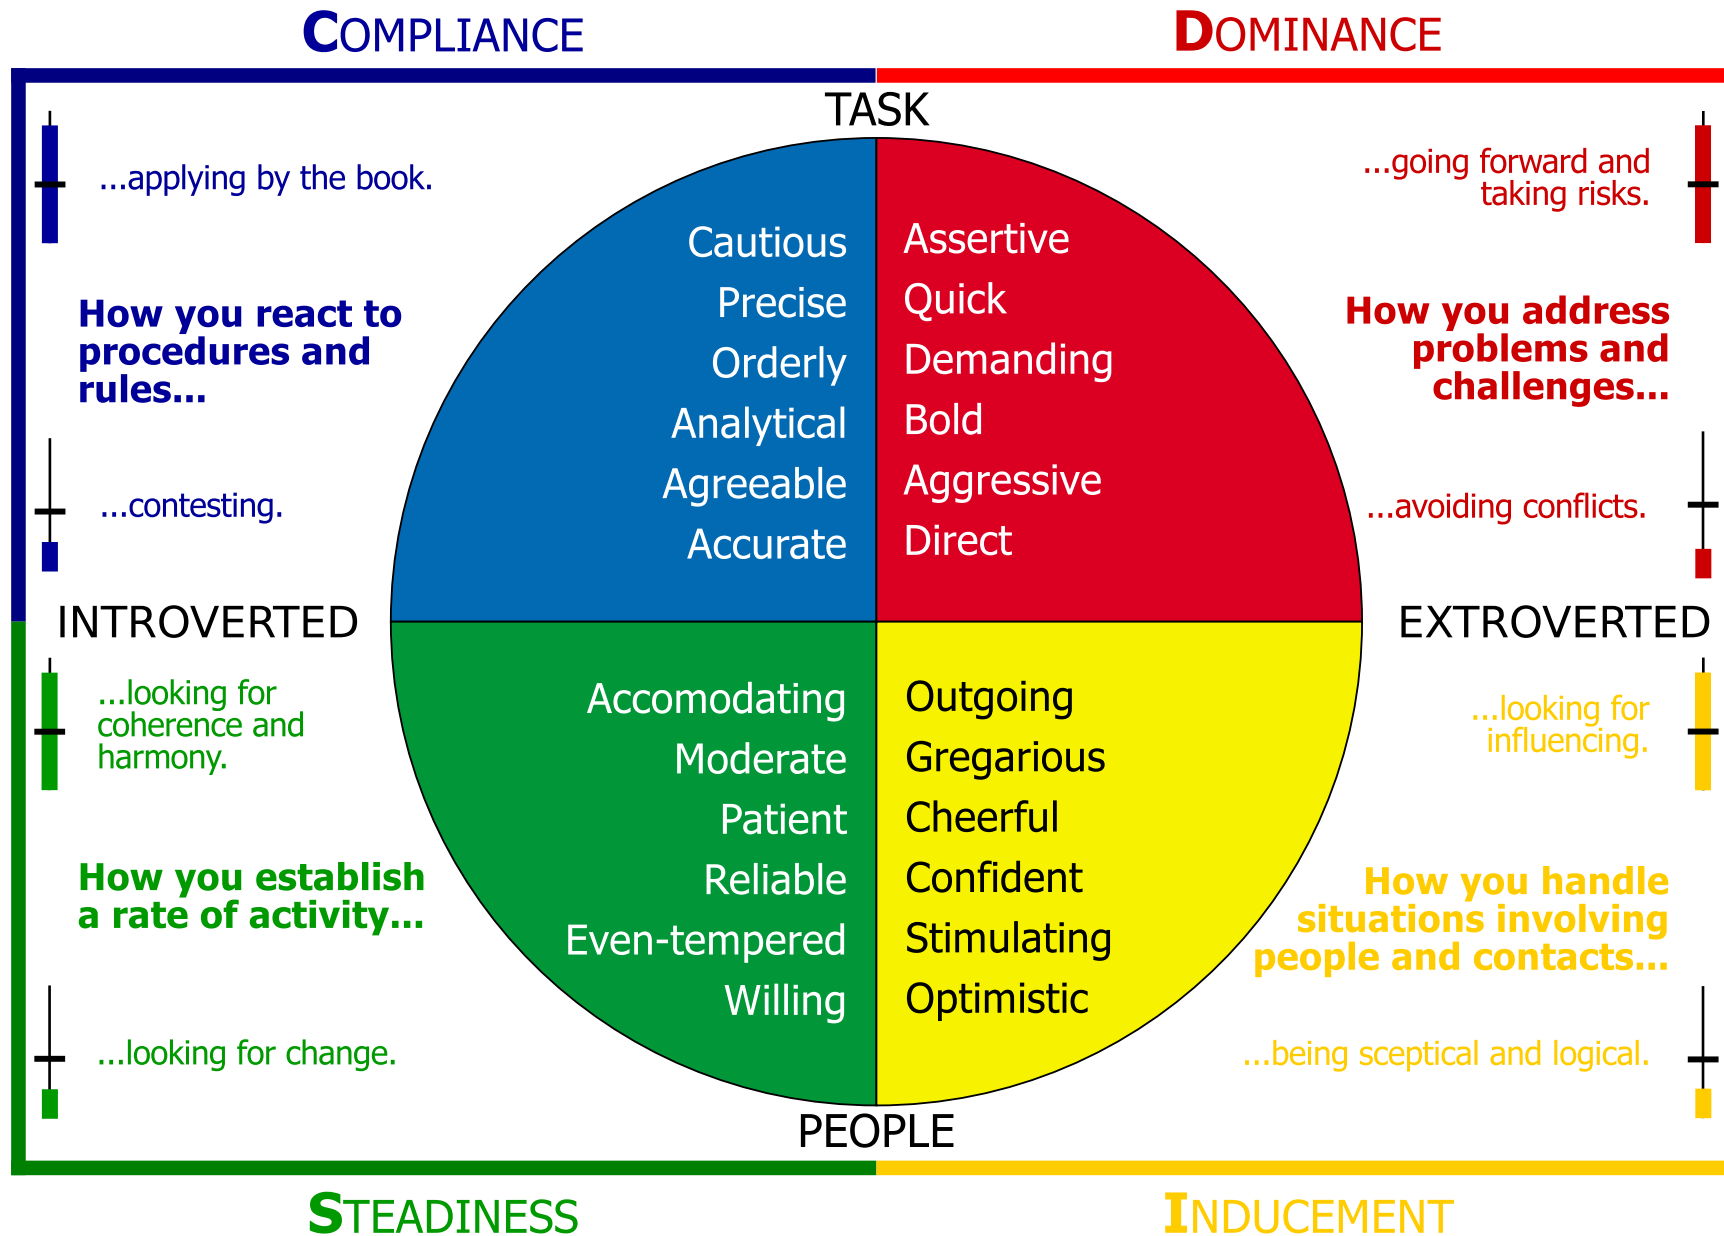 COMPLIANCE
DOMINANCE
TASK
...applying by the book.
How you react to
procedures and
rules...
...contesting.
Cautious
Precise
Orderly
Analytical
Agreeable
Accurate
Assertive
Quick
Demanding
Bold
Aggressive
Direct
...going forward and
taking risks.
How you address
problems and
challenges...
...avoiding conflicts.
INTROVERTED
EXTROVERTED
...looking for
coherence and
harmony.
How you establish
a rate of activity...
...looking for change.
Accomodating
Moderate
Patient
Reliable
Even-tempered
Willing
Outgoing
Gregarious
Cheerful
Confident
Stimulating
Optimistic
...looking for
influencing.
How you handle
situations involving
people and contacts...
...being sceptical and logical.
PEOPLE
STEADINESS
INDUCEMENT